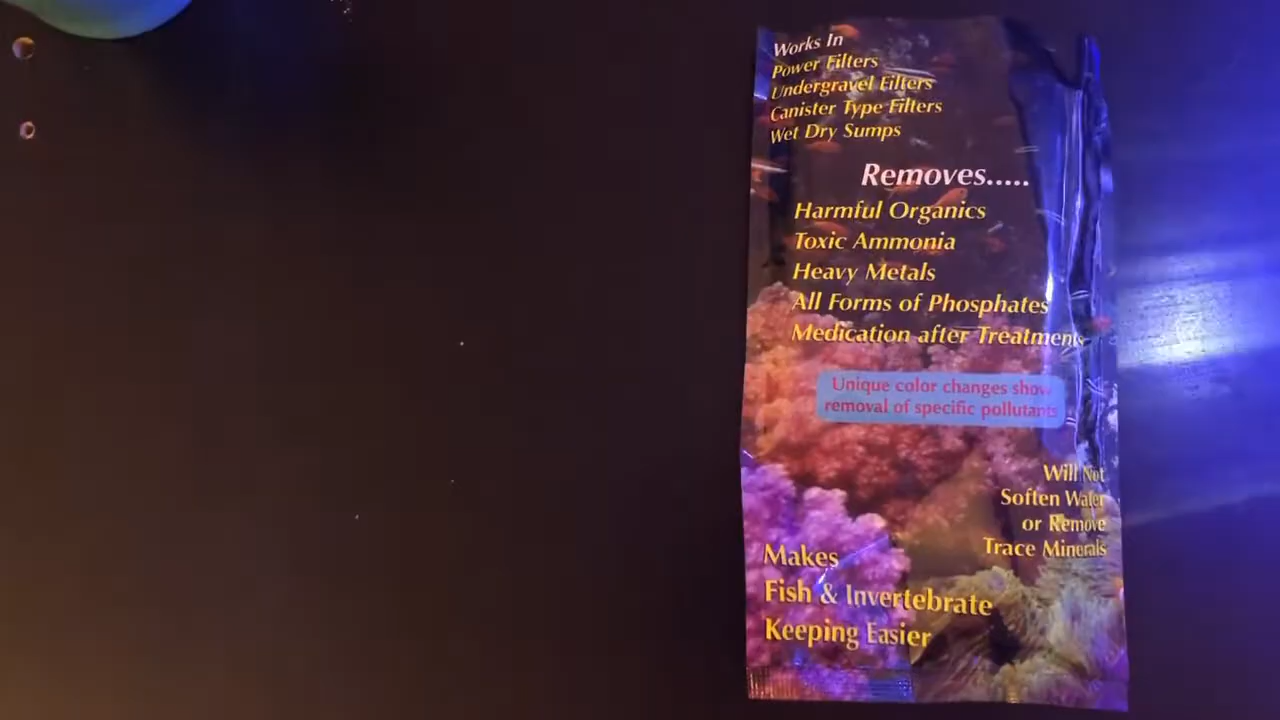 Works In
Power Filters
Undergravel Filters
Canister Type Filters
Wet Dry Sumps
Removes.....
Harmful Organics
Toxic Ammonia
Heavy Metals
All Forms of Phosphates
Medication after Treatment
Unique color changes show
removal of specific pollutants
Will Not
Soften Water
or Remove
Trace Minerals
Makes
Fish & Invertebrate
Keeping Easier